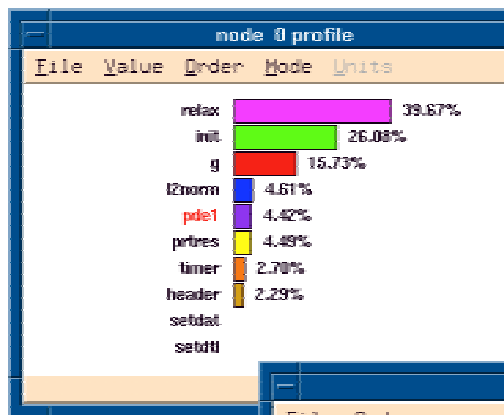 node 0 profile
File Value Order Mode Units
relax 39.67%
init 26.08%
g 15.73%
l2norm 4.61%
pde1 4.42%
prtres 4.49%
timer 2.70%
header 2.29%
setdat
setdtl
File